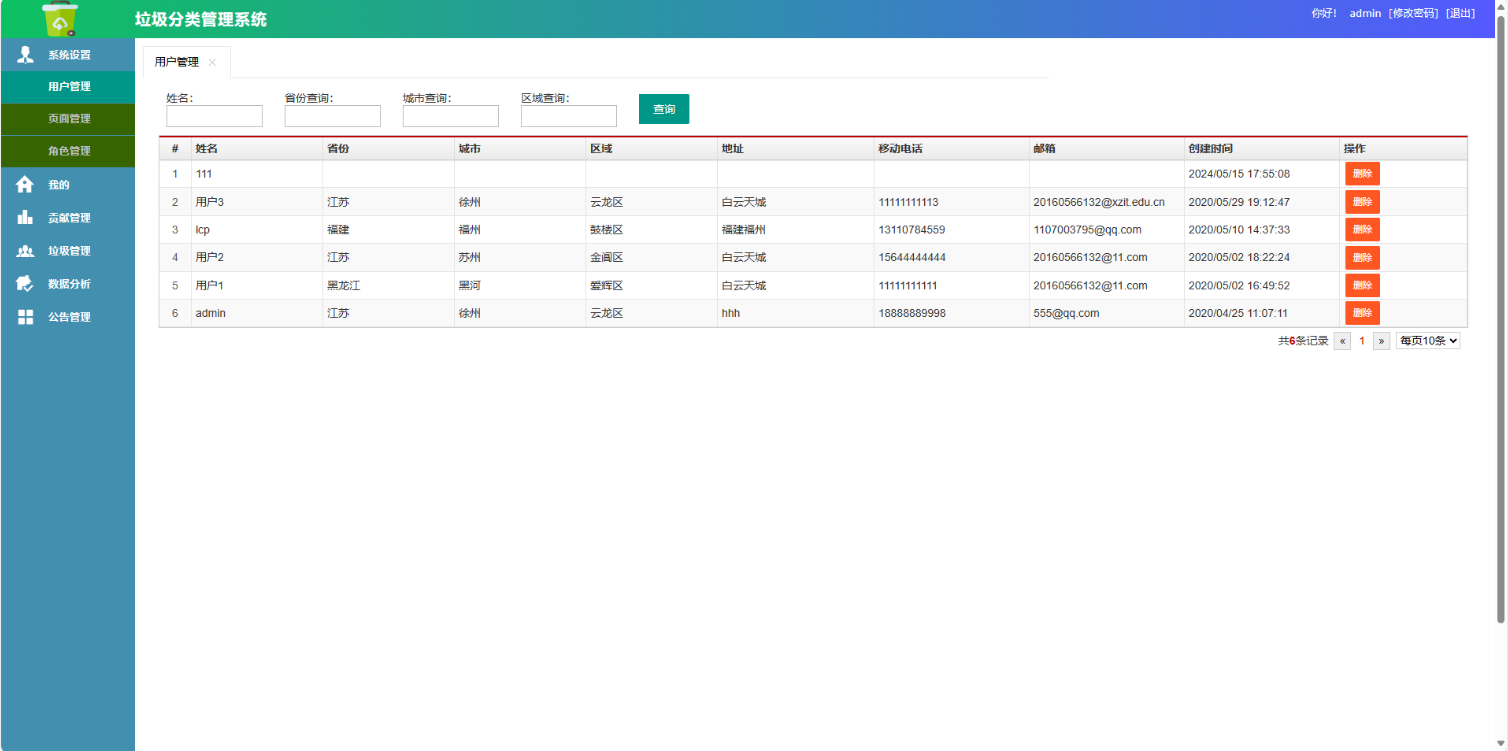 垃圾分类管理系统
你好! admin [修改密码] [退出]
系统设置
用户管理
页面管理
角色管理
我的
贡献管理
垃圾管理
数据分析
公告管理
用户管理 ×
姓名: 省份查询: 城市查询: 区域查询: 查询
# 姓名 省份 城市 区域 地址 移动电话 邮箱 创建时间 操作
1 111 2024/05/15 17:55:08 删除
2 用户3 江苏 徐州 云龙区 白云天城 11111111113 20160566132@xzit.edu.cn 2020/05/29 19:12:47 删除
3 lcp 福建 福州 鼓楼区 福建福州 13110784559 1107003795@qq.com 2020/05/10 14:37:33 删除
4 用户2 江苏 苏州 金阊区 白云天城 15644444444 20160566132@11.com 2020/05/02 18:22:24 删除
5 用户1 黑龙江 黑河 爱辉区 白云天城 11111111111 20160566132@11.com 2020/05/02 16:49:52 删除
6 admin 江苏 徐州 云龙区 hhh 18888889998 555@qq.com 2020/04/25 11:07:11 删除
共6条记录 « 1 » 每页10条